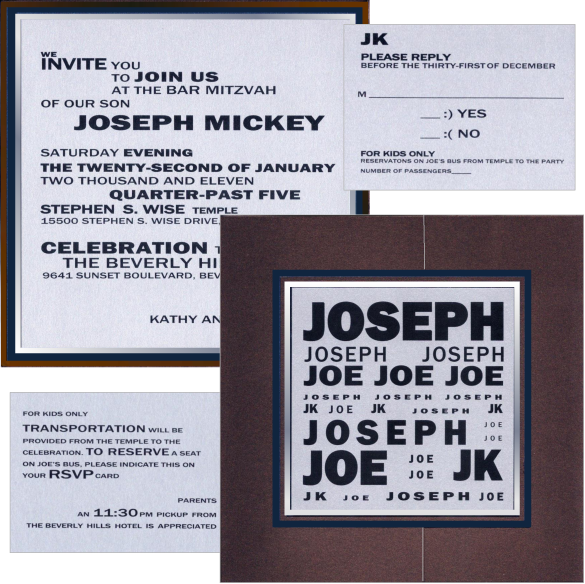 WE
INVITE YOU
TO JOIN US
AT THE BAR MITZVAH
OF OUR SON
JOSEPH MICKEY
SATURDAY EVENING
THE TWENTY-SECOND OF JANUARY
TWO THOUSAND AND ELEVEN
QUARTER-PAST FIVE
STEPHEN S. WISE TEMPLE
15500 STEPHEN S. WISE DRIVE,
CELEBRATION
THE BEVERLY HI
9641 SUNSET BOULEVARD, BEV
KATHY AN
JK
PLEASE REPLY
BEFORE THE THIRTY-FIRST OF DECEMBER
M
:) YES
:( NO
FOR KIDS ONLY
RESERVATONS ON JOE'S BUS FROM TEMPLE TO THE PARTY
NUMBER OF PASSENGERS
FOR KIDS ONLY
TRANSPORTATION WILL BE
PROVIDED FROM THE TEMPLE TO THE
CELEBRATION. TO RESERVE A SEAT
ON JOE'S BUS, PLEASE INDICATE THIS ON
YOUR RSVP CARD
PARENTS
AN 11:30 PM PICKUP FROM
THE BEVERLY HILLS HOTEL IS APPRECIATED
JOSEPH
JOSEPH JOSEPH
JOE JOE JOE
JOSEPH JOSEPH JOSEPH
JK JOE JK JOSEPH JK
JOSEPH JOE
JOE
JOE JOE JK
JOE
JK JOE JOSEPH JOE